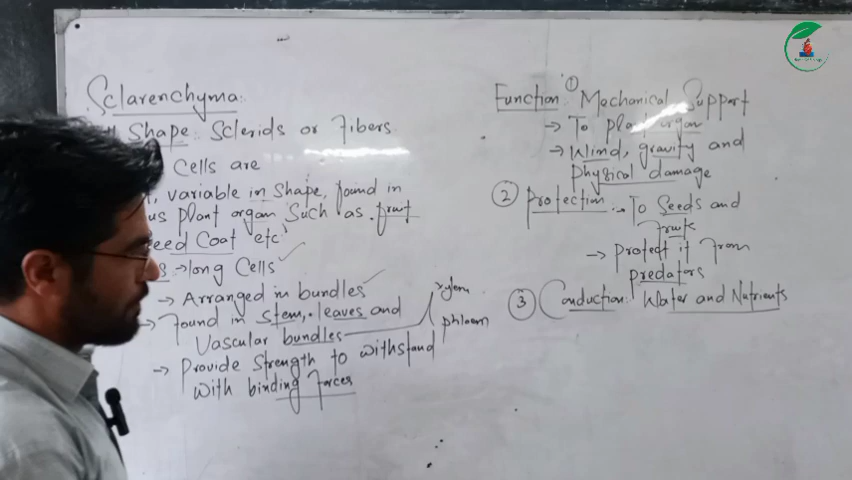 Sclarenchyma:
Shape: Sclerids or Fibers
Cells are
variable in shape, found in
plant organ such as fruit
Seed Coat etc
→ long Cells
→ Arranged in bundles
→ Found in stem, leaves and
Vascular bundles
xylem
phloem
→ Provide Strength to withstand
with binding forces
Function: ① Mechanical Support
→ To plant organ
→ Wind, gravity and
Physical damage
② Protection: → To Seeds and
fruit
→ Protect it from
predators
③ Conduction: Water and Nutrients